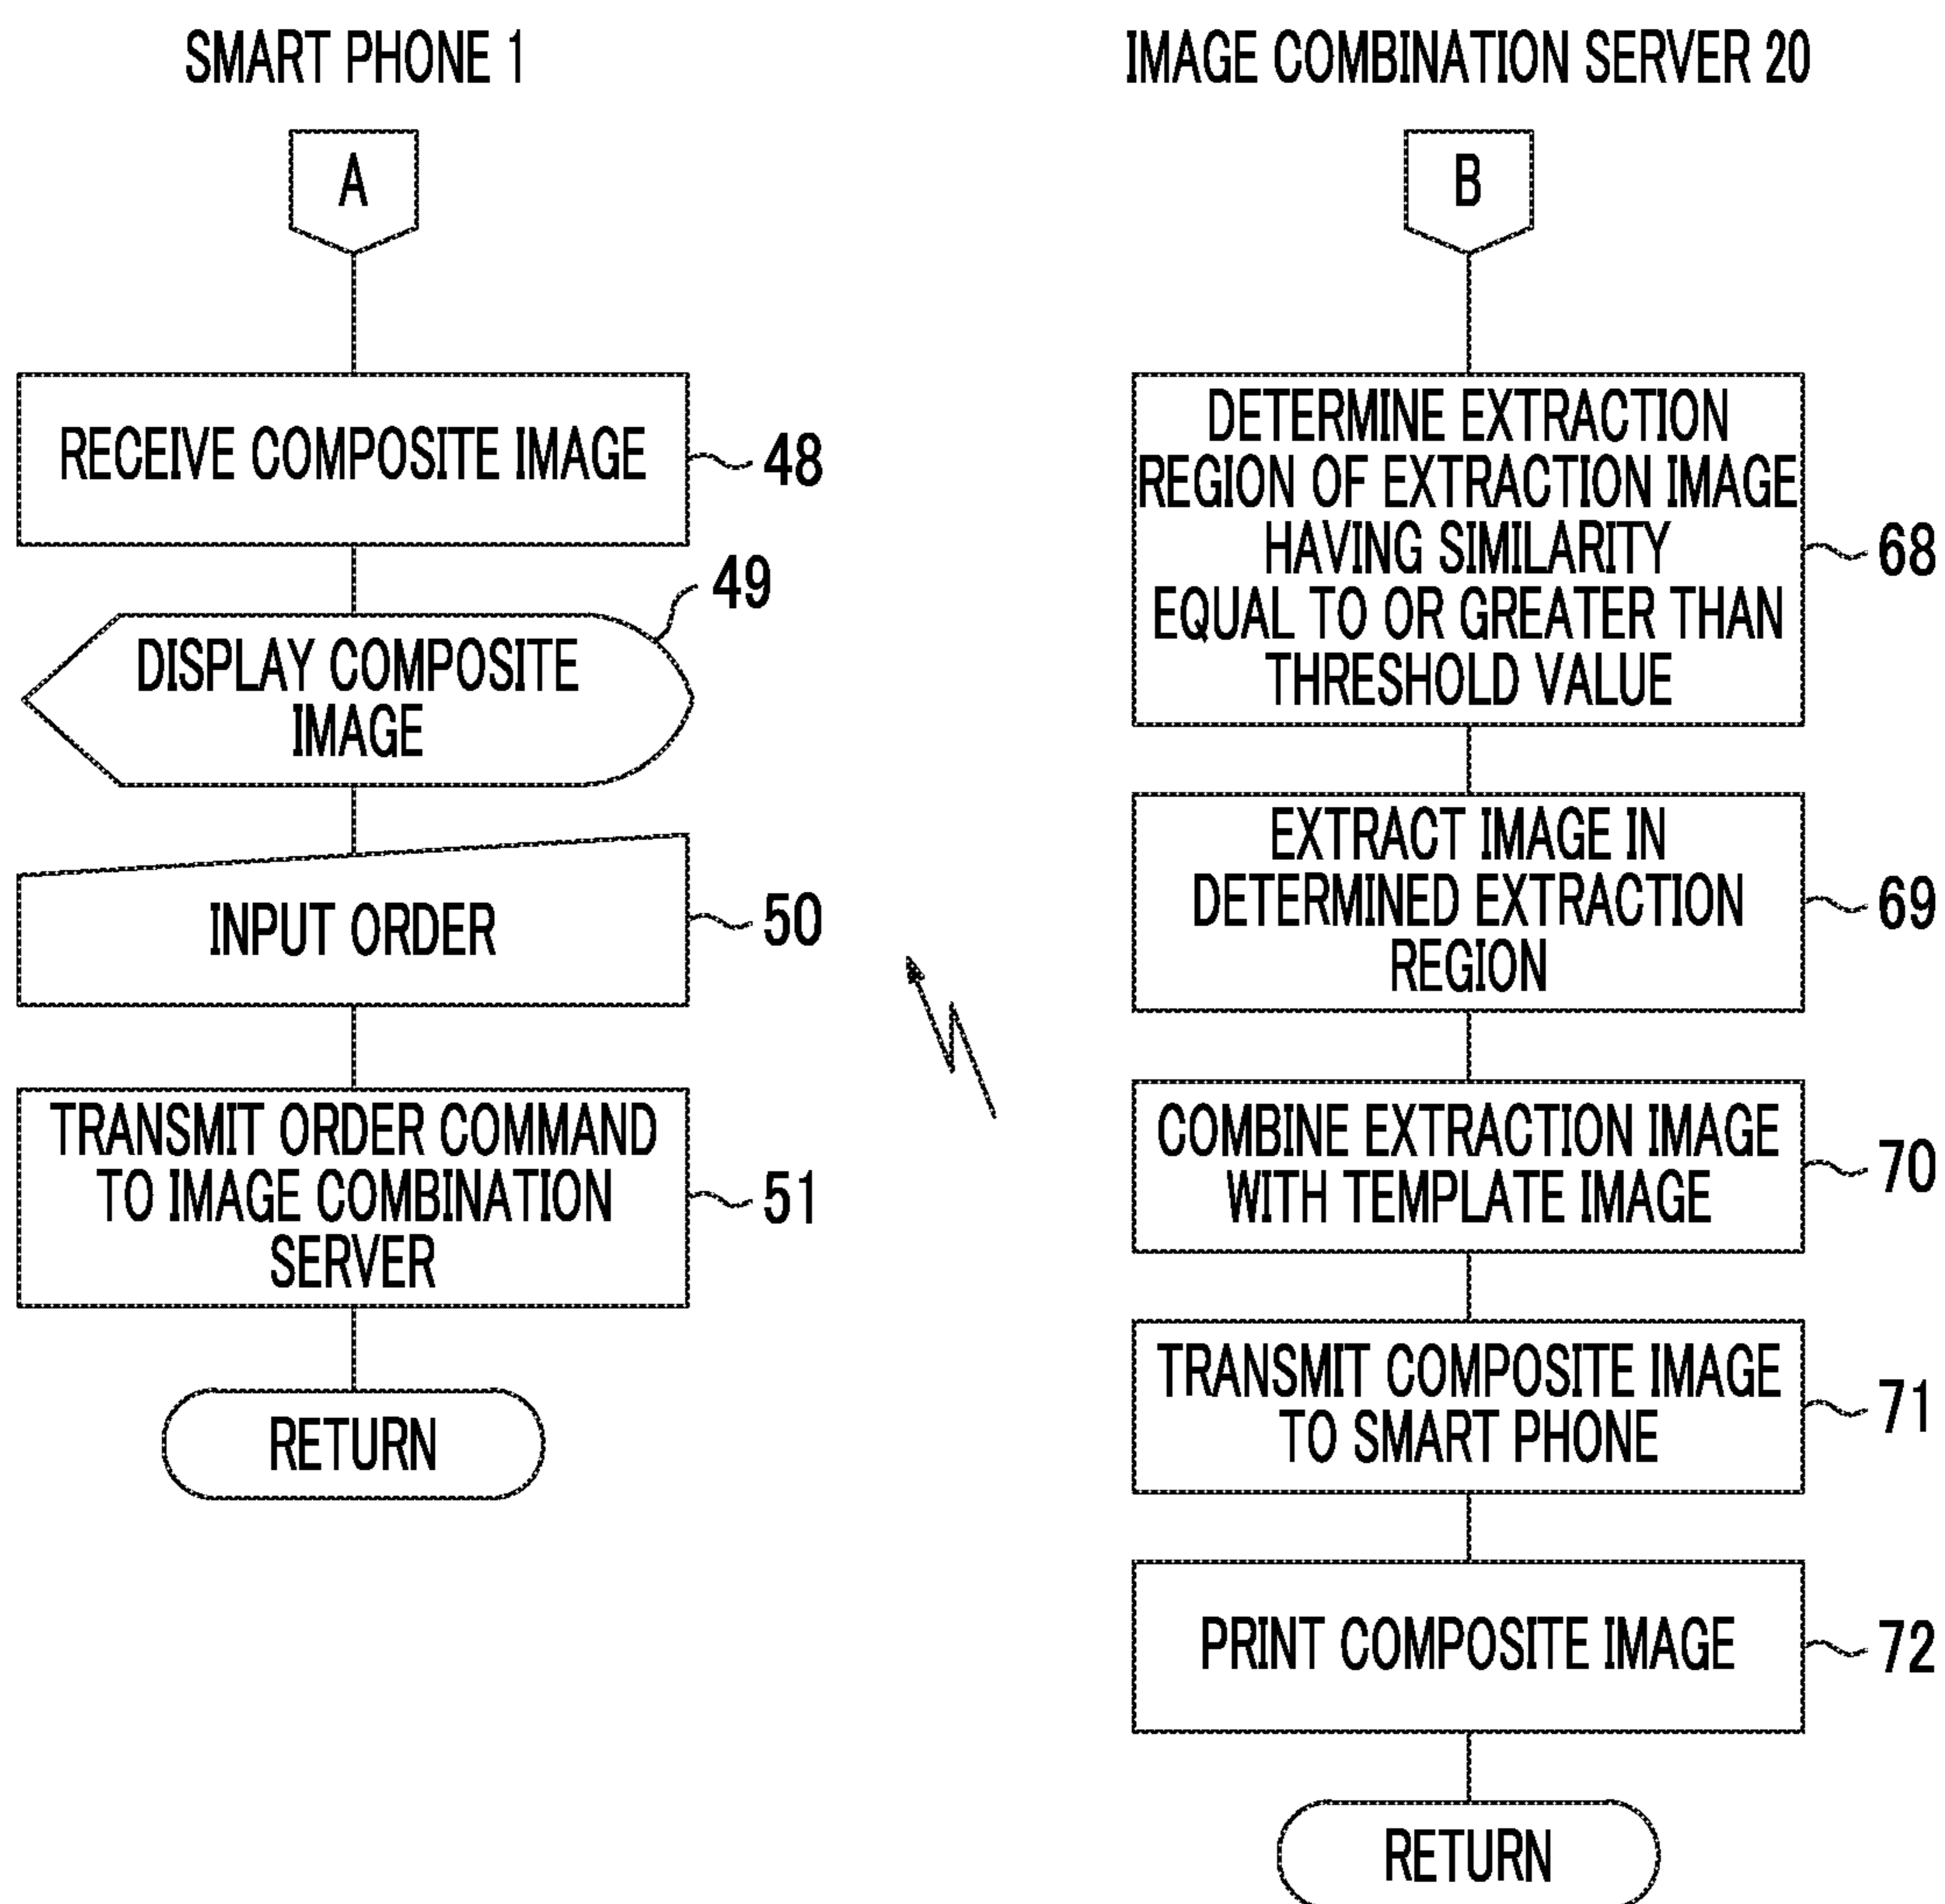 SMART PHONE 1
A
RECEIVE COMPOSITE IMAGE
48
49
DISPLAY COMPOSITE
IMAGE
INPUT ORDER
50
TRANSMIT ORDER COMMAND
TO IMAGE COMBINATION
SERVER
51
RETURN
IMAGE COMBINATION SERVER 20
B
DETERMINE EXTRACTION
REGION OF EXTRACTION IMAGE
HAVING SIMILARITY
EQUAL TO OR GREATER THAN
THRESHOLD VALUE
68
EXTRACT IMAGE IN
DETERMINED EXTRACTION
REGION
69
COMBINE EXTRACTION IMAGE
WITH TEMPLATE IMAGE
70
TRANSMIT COMPOSITE IMAGE
TO SMART PHONE
71
PRINT COMPOSITE IMAGE
72
RETURN